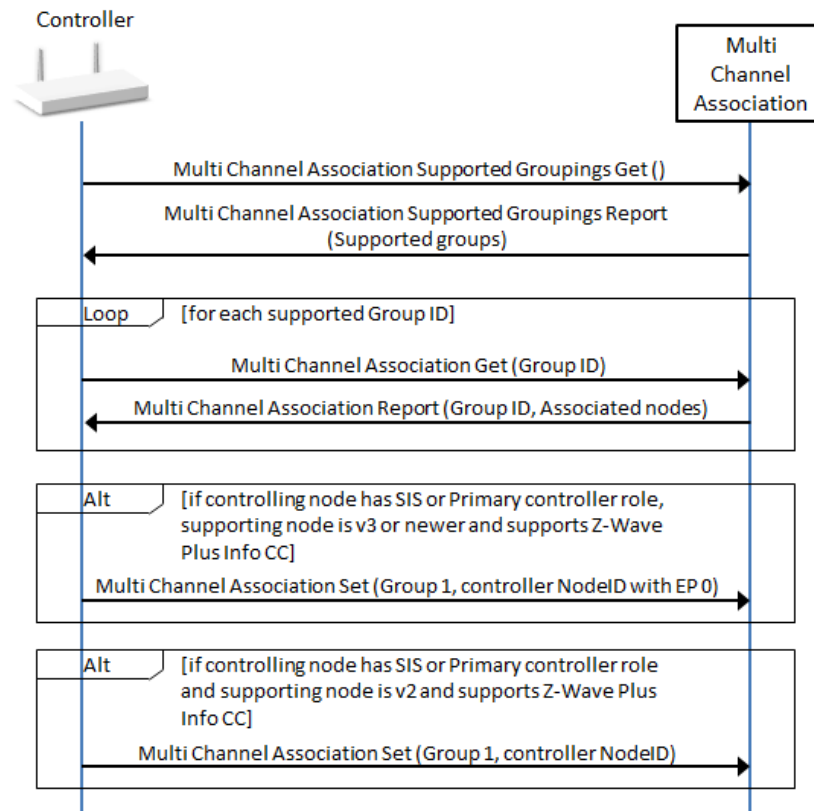 Controller
Multi
Channel
Association
Multi Channel Association Supported Groupings Get ()
Multi Channel Association Supported Groupings Report
(Supported groups)
Loop [for each supported Group ID]
Multi Channel Association Get (Group ID)
Multi Channel Association Report (Group ID, Associated nodes)
Alt [if controlling node has SIS or Primary controller role,
supporting node is v3 or newer and supports Z-Wave
Plus Info CC]
Multi Channel Association Set (Group 1, controller NodeID with EP 0)
Alt [if controlling node has SIS or Primary controller role
and supporting node is v2 and supports Z-Wave Plus
Info CC]
Multi Channel Association Set (Group 1, controller NodeID)